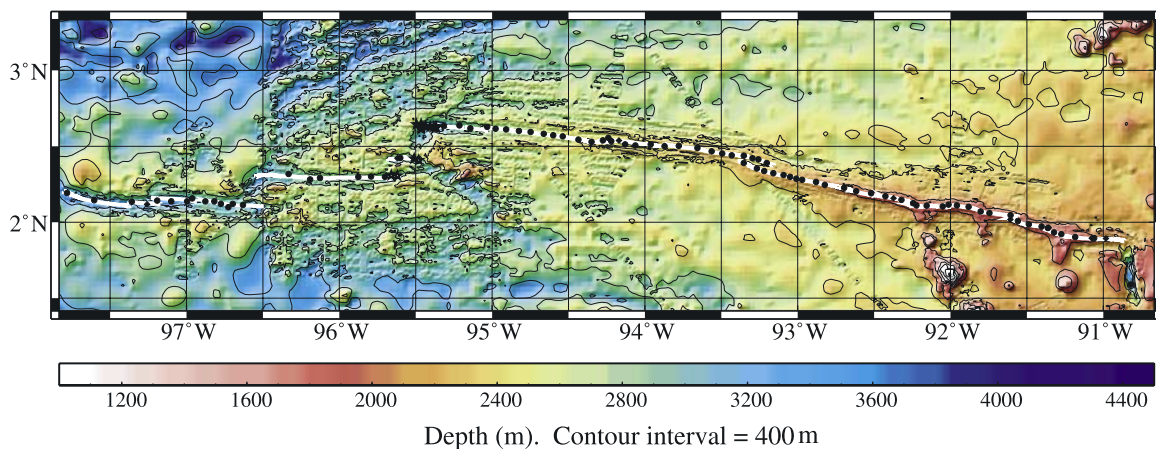 3°N
2°N
97°W 96°W 95°W 94°W 93°W 92°W 91°W
1200 1600 2000 2400 2800 3200 3600 4000 4400
Depth (m). Contour interval = 400 m